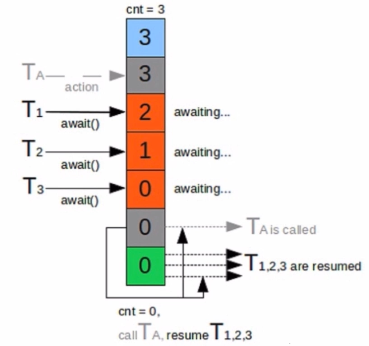 cnt = 3
3
TA 3
action
T1 2 awaiting...
await()
T2 1 awaiting...
await()
T3 0 awaiting...
await()
0 TA is called
0 T1,2,3 are resumed
cnt = 0,
call TA, resume T1,2,3